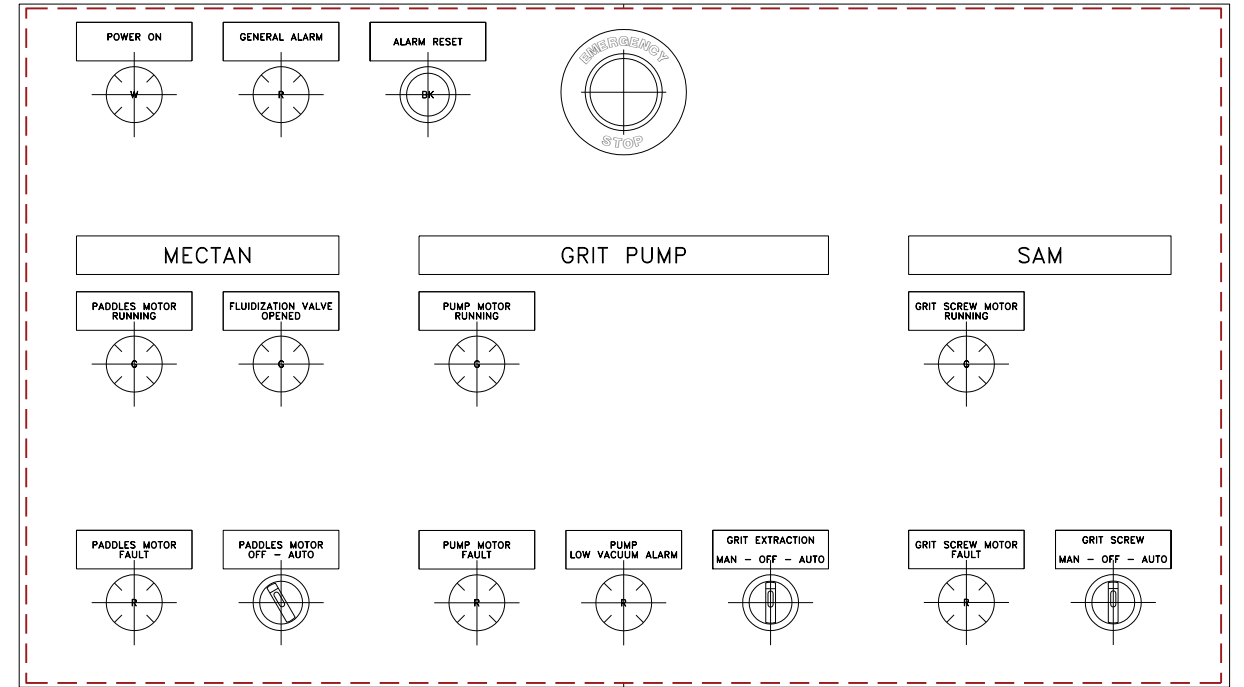 POWER ON
GENERAL ALARM
ALARM RESET
EMERGENCY
STOP
W
R
BK
MECTAN
GRIT PUMP
SAM
PADDLES MOTOR
RUNNING
FLUIDIZATION VALVE
OPENED
PUMP MOTOR
RUNNING
GRIT SCREW MOTOR
RUNNING
G
G
G
G
PADDLES MOTOR
FAULT
PADDLES MOTOR
OFF - AUTO
PUMP MOTOR
FAULT
PUMP
LOW VACUUM ALARM
GRIT EXTRACTION
MAN - OFF - AUTO
GRIT SCREW MOTOR
FAULT
GRIT SCREW
MAN - OFF - AUTO
R
R
R
R